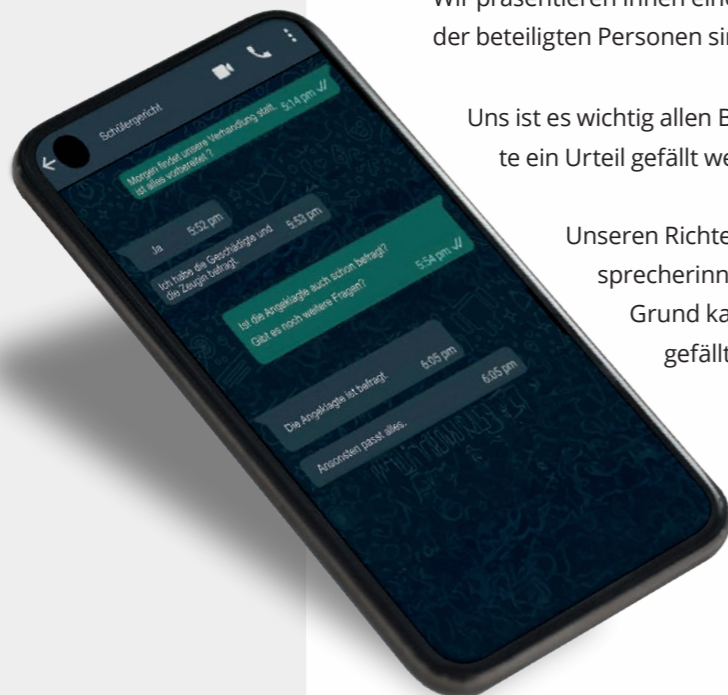 Wir präsentieren Ihnen eine
der beteiligten Personen sin
Uns ist es wichtig allen B
te ein Urteil gefällt we
Unseren Richte
sprecherinn
Grund ka
gefällt
Schülergericht
Morgen findet unsere Verhandlung statt,
ist alles vorbereitet ?
5:14 pm
Ja
5:52 pm
Ich habe die Geschädigte und
die Zeugin befragt.
5:53 pm
Ist die Angeklagte auch schon befragt?
Gibt es noch weitere Fragen?
5:54 pm
Die Angeklagte ist befragt.
6:05 pm
Ansonsten passt alles.
6:05 pm